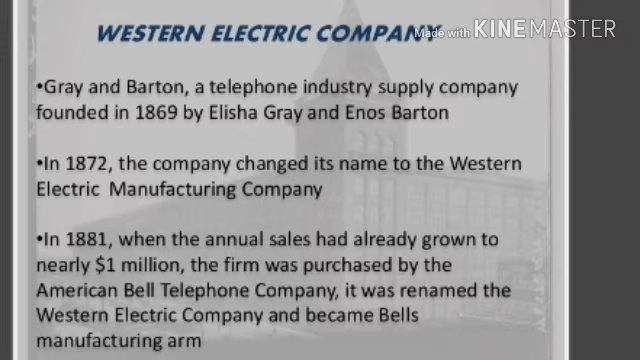 WESTERN ELECTRIC COMPANY
Made with KINEMASTER
•Gray and Barton, a telephone industry supply company
founded in 1869 by Elisha Gray and Enos Barton
•In 1872, the company changed its name to the Western
Electric Manufacturing Company
•In 1881, when the annual sales had already grown to
nearly $1 million, the firm was purchased by the
American Bell Telephone Company, it was renamed the
Western Electric Company and became Bells
manufacturing arm